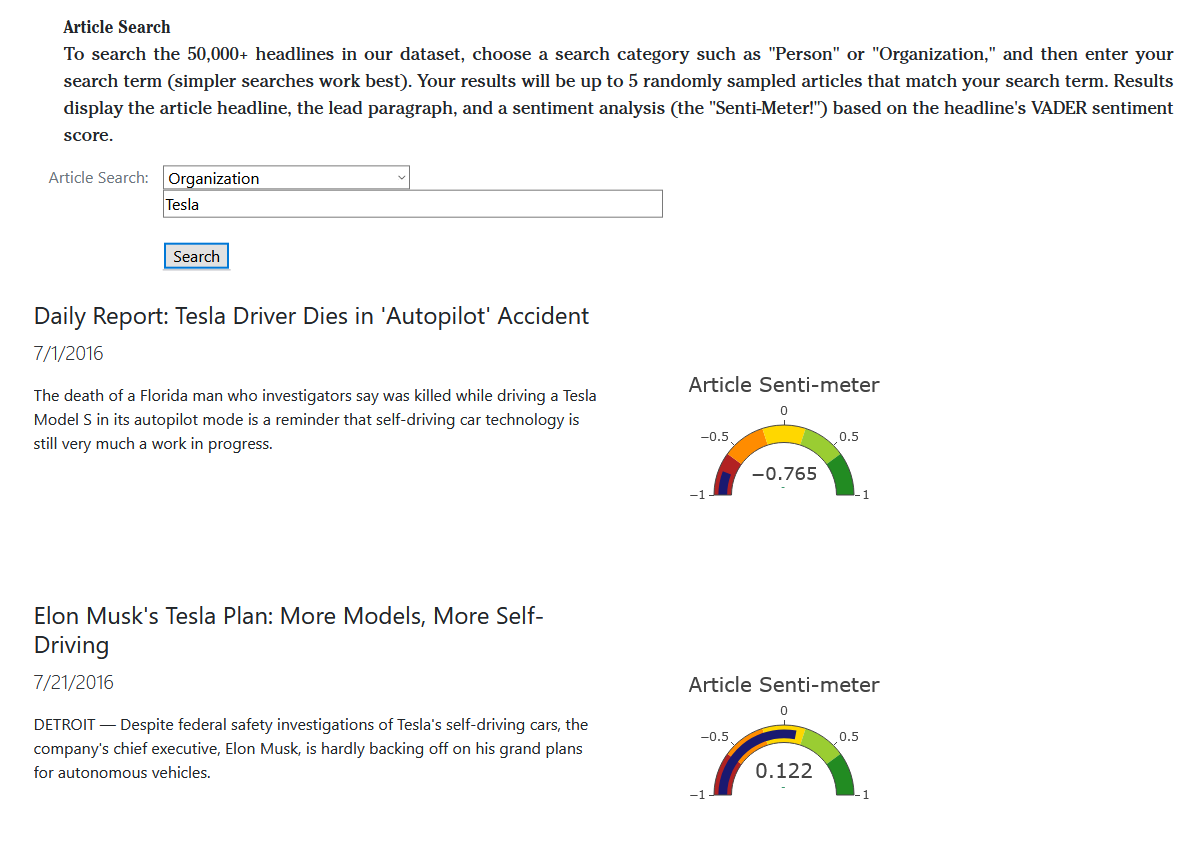 Article Search
To search the 50,000+ headlines in our dataset, choose a search category such as "Person" or "Organization," and then enter your
search term (simpler searches work best). Your results will be up to 5 randomly sampled articles that match your search term. Results
display the article headline, the lead paragraph, and a sentiment analysis (the "Senti-Meter!") based on the headline's VADER sentiment
score.
Article Search: Organization
Tesla
Search
Daily Report: Tesla Driver Dies in 'Autopilot' Accident
7/1/2016
The death of a Florida man who investigators say was killed while driving a Tesla
Model S in its autopilot mode is a reminder that self-driving car technology is
still very much a work in progress.
Article Senti-meter
0
−0.5 0.5
−0.765
-
−1 1
Elon Musk's Tesla Plan: More Models, More Self-
Driving
7/21/2016
DETROIT — Despite federal safety investigations of Tesla's self-driving cars, the
company's chief executive, Elon Musk, is hardly backing off on his grand plans
for autonomous vehicles.
Article Senti-meter
0
−0.5 0.5
0.122
-
−1 1